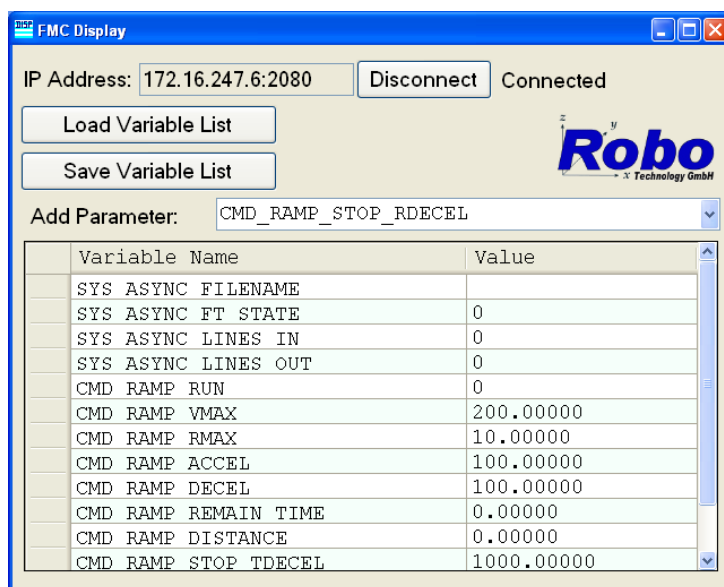 DISP FMC Display
IP Address: 172.16.247.6:2080 Disconnect Connected
Load Variable List
Save Variable List
z y
Robo
x Technology GmbH
Add Parameter: CMD_RAMP_STOP_RDECEL
Variable Name Value
SYS ASYNC FILENAME
SYS ASYNC FT STATE 0
SYS ASYNC LINES IN 0
SYS ASYNC LINES OUT 0
CMD RAMP RUN 0
CMD RAMP VMAX 200.00000
CMD RAMP RMAX 10.00000
CMD RAMP ACCEL 100.00000
CMD RAMP DECEL 100.00000
CMD RAMP REMAIN TIME 0.00000
CMD RAMP DISTANCE 0.00000
CMD RAMP STOP TDECEL 1000.00000